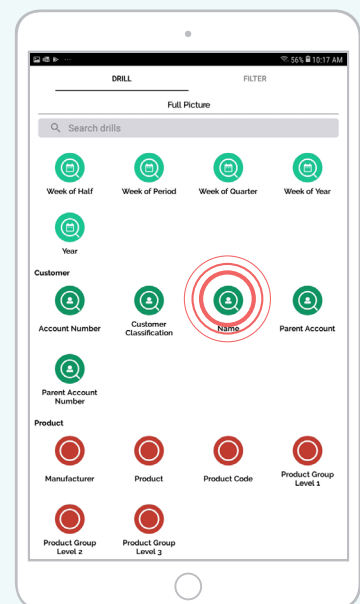 56% 10:17 AM
DRILL FILTER
Full Picture
Search drills
Week of Half Week of Period Week of Quarter Week of Year
Year
Customer
Account Number Customer Classification Name Parent Account
Parent Account Number
Product
Manufacturer Product Product Code Product Group Level 1
Product Group Level 2 Product Group Level 3